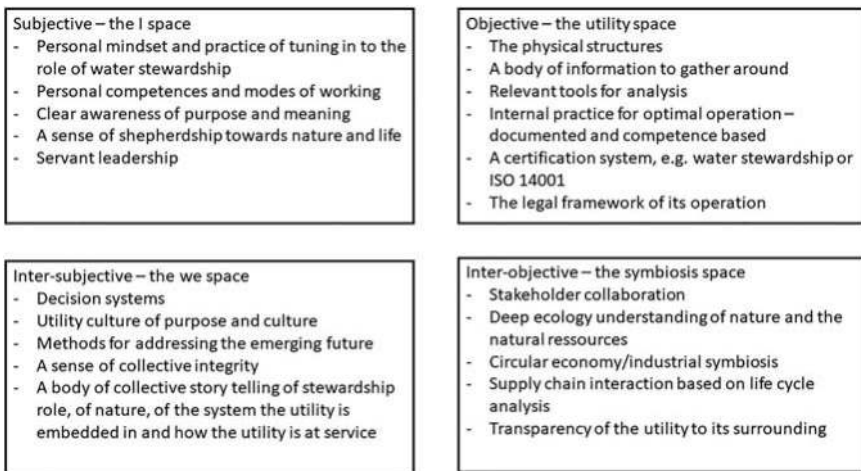 Subjective – the I space
- Personal mindset and practice of tuning in to the
role of water stewardship
- Personal competences and modes of working
- Clear awareness of purpose and meaning
- A sense of shepherdship towards nature and life
- Servant leadership
Objective – the utility space
- The physical structures
- A body of information to gather around
- Relevant tools for analysis
- Internal practice for optimal operation –
documented and competence based
- A certification system, e.g. water stewardship or
ISO 14001
- The legal framework of its operation
Inter-subjective – the we space
- Decision systems
- Utility culture of purpose and culture
- Methods for addressing the emerging future
- A sense of collective integrity
- A body of collective story telling of stewardship
role, of nature, of the system the utility is
embedded in and how the utility is at service
Inter-objective – the symbiosis space
- Stakeholder collaboration
- Deep ecology understanding of nature and the
natural ressources
- Circular economy/industrial symbiosis
- Supply chain interaction based on life cycle
analysis
- Transparency of the utility to its surrounding